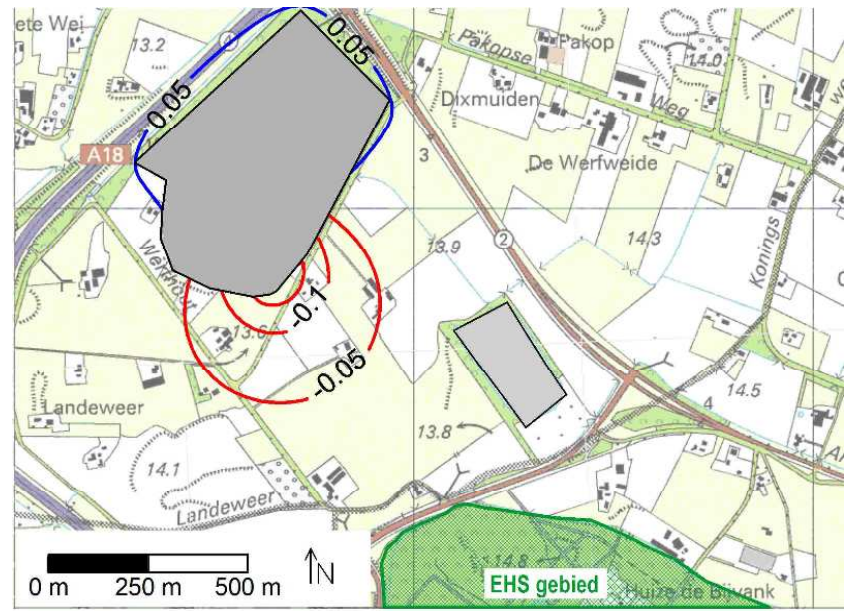 ete Wei
13.2
0.05
0.05
Pakopse
Pakop
14.0
Dixmuiden
Weg
A18
4
3
De Werfweide
Konings
2
13.9
14.3
13.6
-0.1
-0.05
Landeweer
13.8
14.5
4
14.1
Landeweer
14.8
0 m
250 m
500 m
N
EHS gebied
Huize de Bijvank